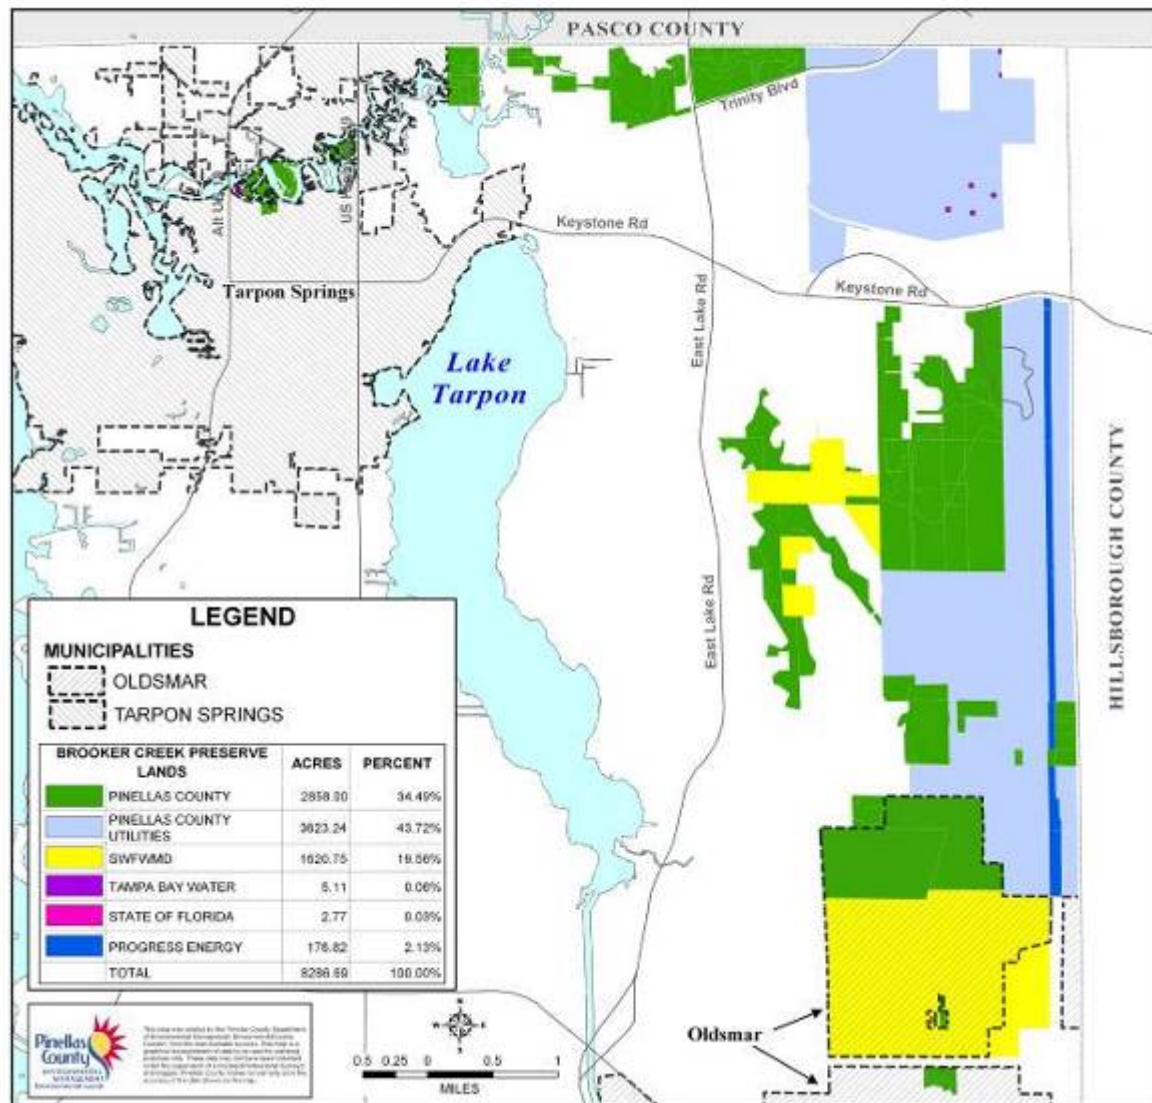 PASCO COUNTY
Trinity Blvd
Alt US
US
Keystone Rd
Tarpon Springs
Keystone Rd
East Lake Rd
Lake
Tarpon
HILLSBOROUGH COUNTY
East Lake Rd
LEGEND
MUNICIPALITIES
OLDSMAR
TARPON SPRINGS
BROOKER CREEK PRESERVE LANDS ACRES PERCENT
PINELLAS COUNTY 2858.00 34.49%
PINELLAS COUNTY UTILITIES 3623.24 43.72%
SWFWMD 1620.75 19.56%
TAMPA BAY WATER 5.11 0.06%
STATE OF FLORIDA 2.77 0.03%
PROGRESS ENERGY 176.82 2.13%
TOTAL 8286.69 100.00%
Oldsmar
Pinellas
County
N
W E
S
0.5 0.25 0 0.5 1
MILES